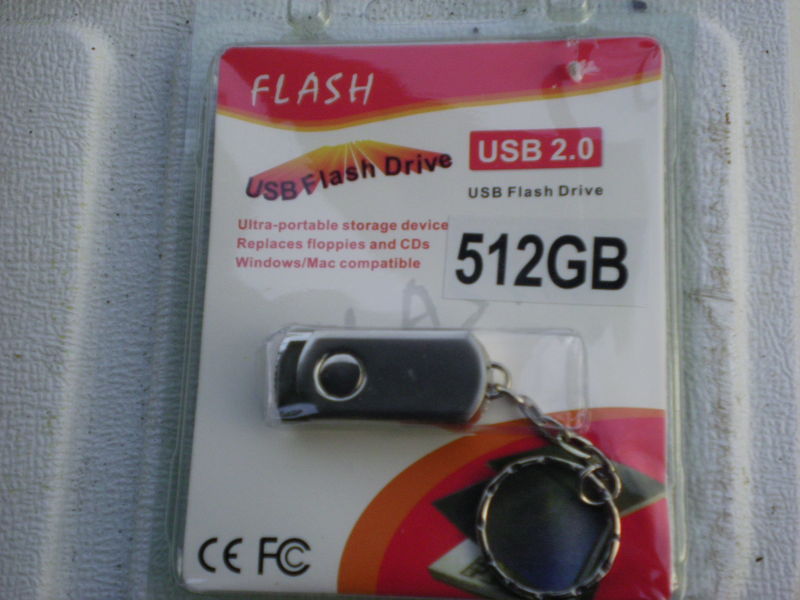 FLASH
USB Flash Drive
USB 2.0
USB Flash Drive
Ultra-portable storage device
Replaces floppies and CDs
Windows/Mac compatible
512GB
CE FC